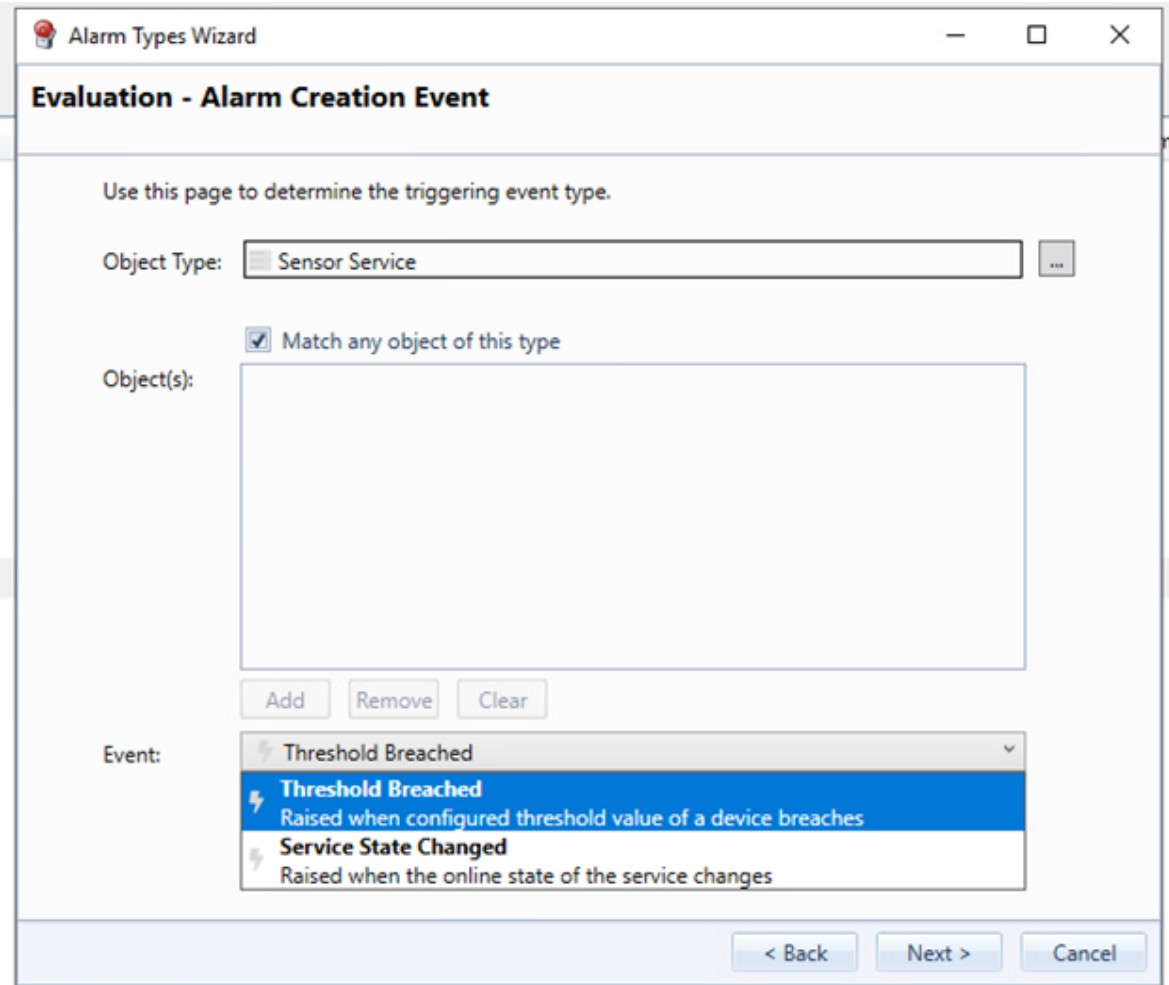 Alarm Types Wizard
Evaluation - Alarm Creation Event
Use this page to determine the triggering event type.
Object Type: Sensor Service ...
Match any object of this type
Object(s):
Add Remove Clear
Event: Threshold Breached
Threshold Breached
Raised when configured threshold value of a device breaches
Service State Changed
Raised when the online state of the service changes
< Back Next > Cancel